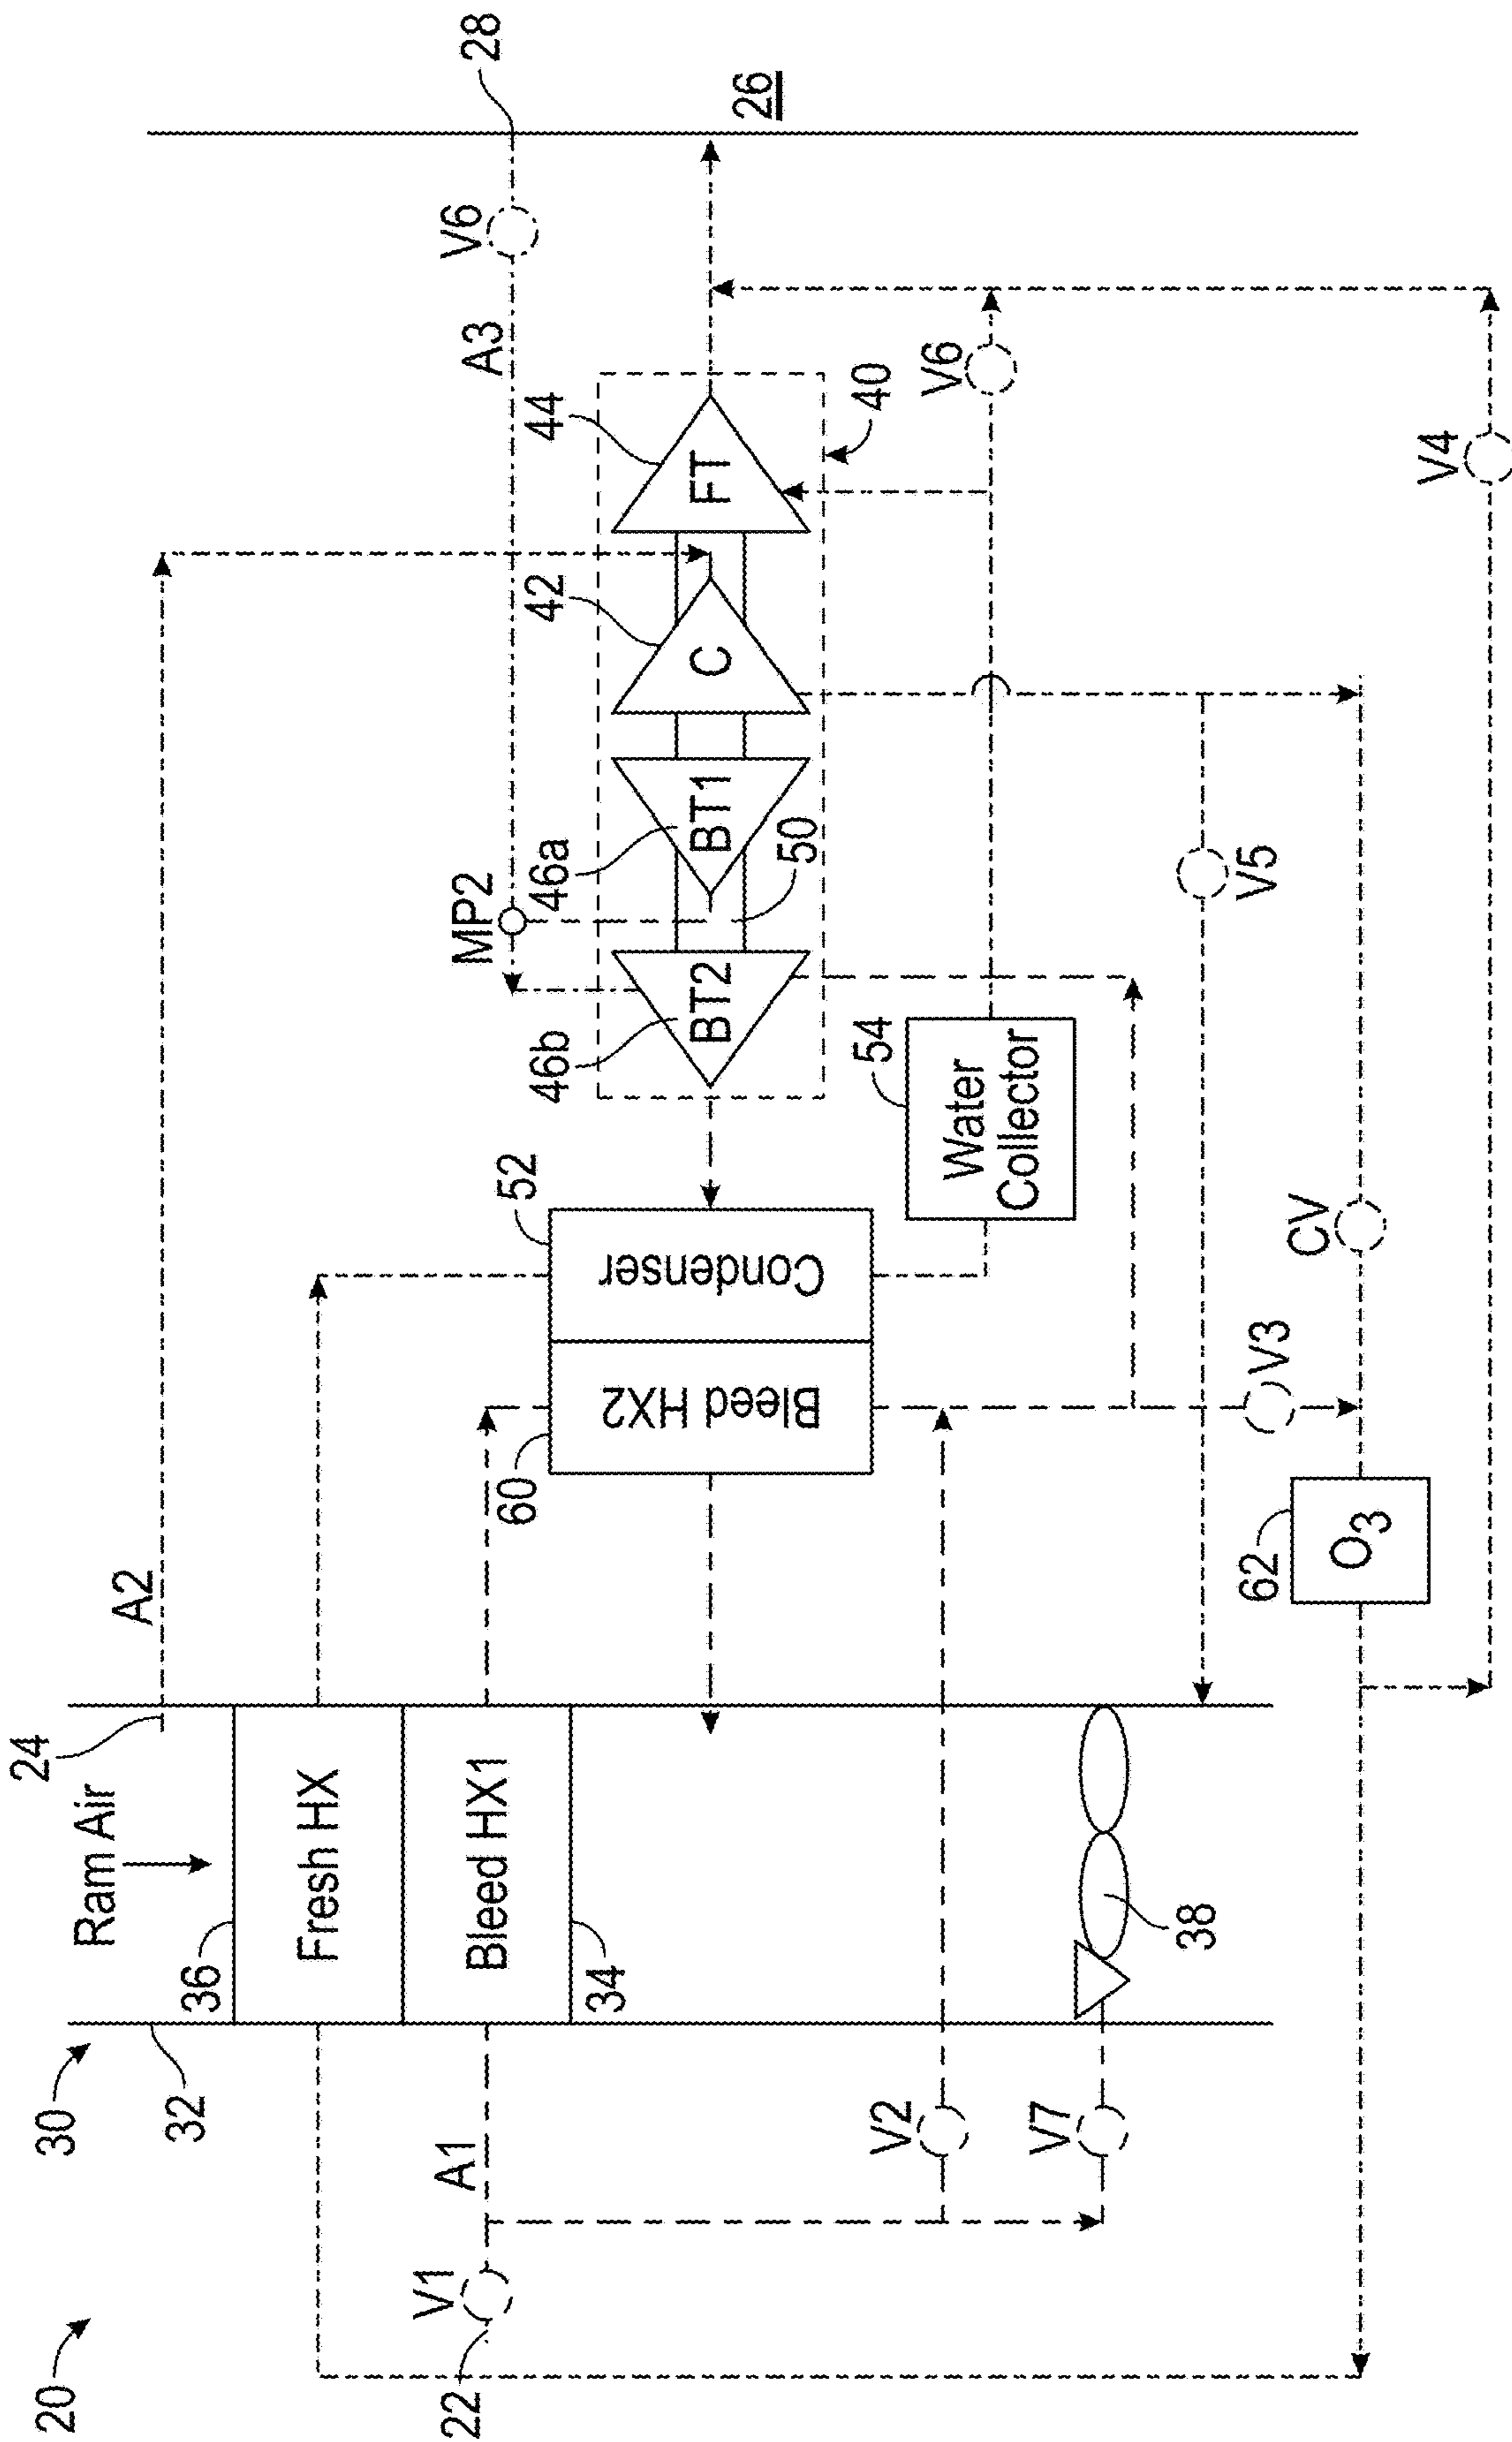 20
30
32
36
24
Ram Air
Fresh HX
Bleed HX1
34
A2
V1
22
A1
V2
V7
38
60
Bleed HX2
52
Condenser
54
Water
Collector
46b
BT2
46a
BT1
50
MP2
42
C
44
FT
40
A3
V6
28
26
V6
V4
V5
CV
V3
62
O3